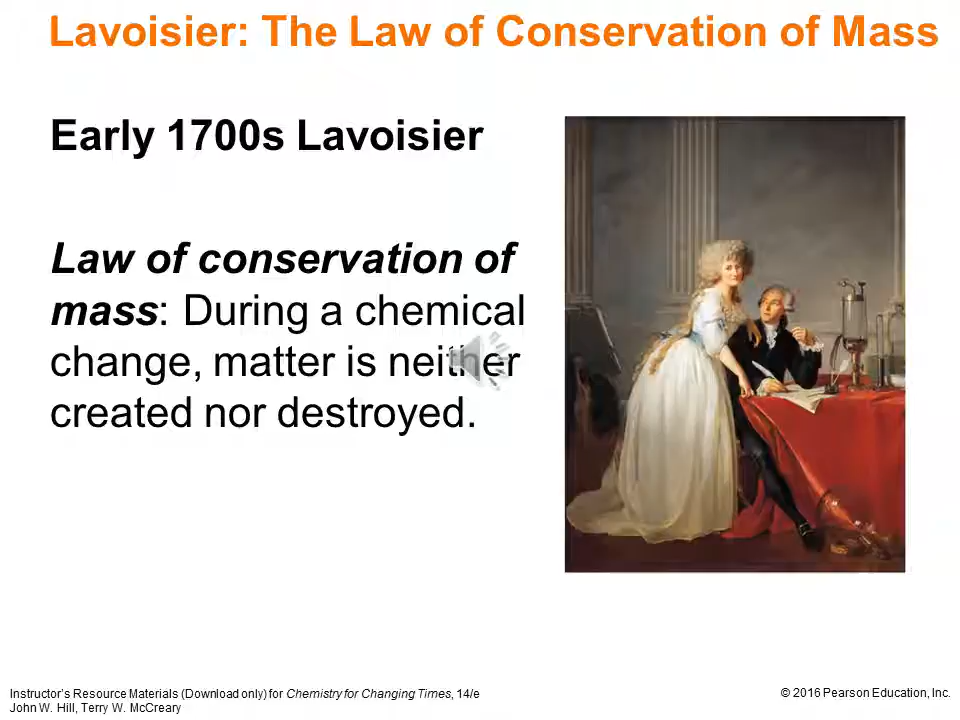 Lavoisier: The Law of Conservation of Mass
Early 1700s Lavoisier
Law of conservation of
mass: During a chemical
change, matter is neither
created nor destroyed.
Instructor's Resource Materials (Download only) for Chemistry for Changing Times, 14/e
John W. Hill, Terry W. McCreary
© 2016 Pearson Education, Inc.